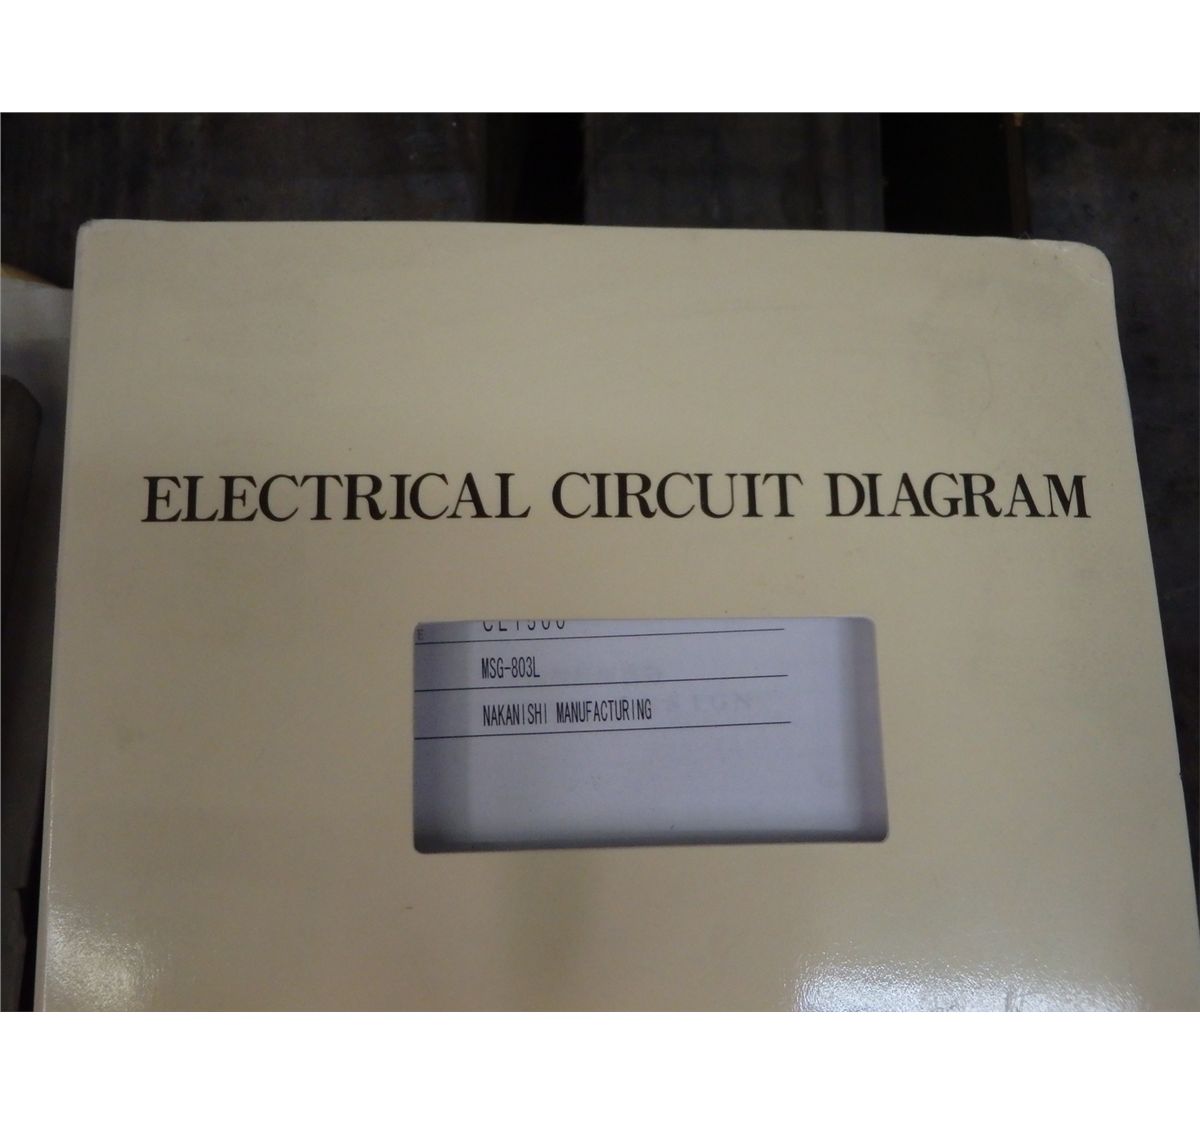 ELECTRICAL CIRCUIT DIAGRAM
MSG-803L
NAKANISHI MANUFACTURING